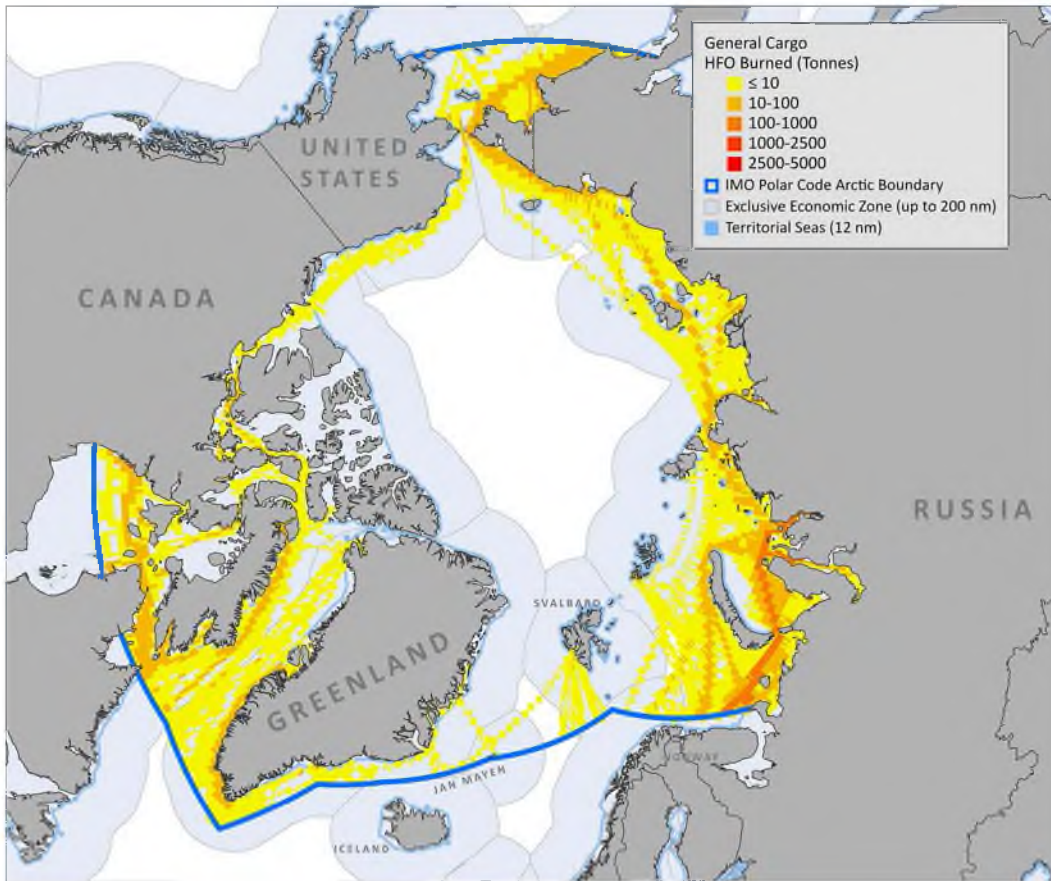 General Cargo
HFO Burned (Tonnes)
≤ 10
10-100
100-1000
1000-2500
2500-5000
IMO Polar Code Arctic Boundary
Exclusive Economic Zone (up to 200 nm)
Territorial Seas (12 nm)
UNITED
STATES
CANADA
RUSSIA
SVALBARD
GREENLAND
NORWAY
JAN MAYEN
ICELAND